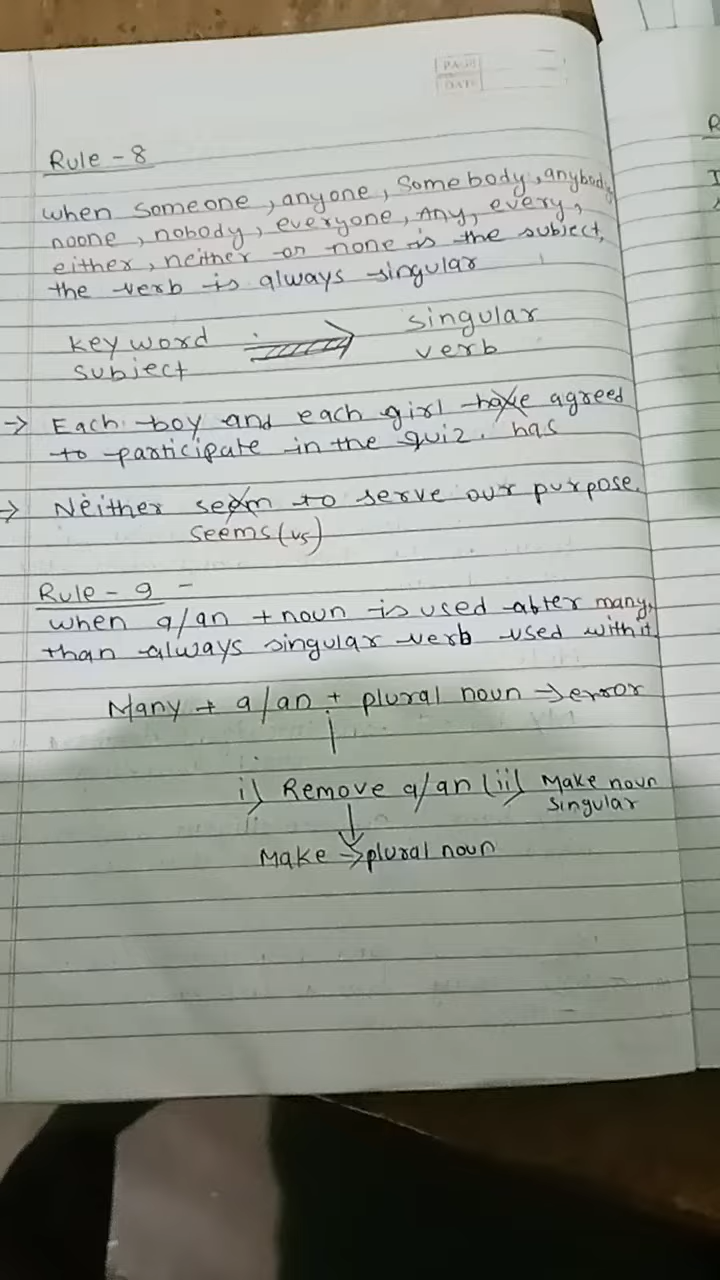 PAGE
DATE
Rule - 8
when someone, anyone, Somebody, anybody,
noone, nobody, everyone, Any, every,
either, neither or none is the subject,
the verb is always singular
key word singular
subject verb
→ Each boy and each girl have agreed
to participate in the quiz. has
→ Neither seem to serve our purpose.
seems (vs)
Rule - 9 -
when a/an + noun is used after many,
than always singular verb used with it
Many + a/an + plural noun → error
i) Remove a/an (ii) Make noun
singular
Make → plural noun